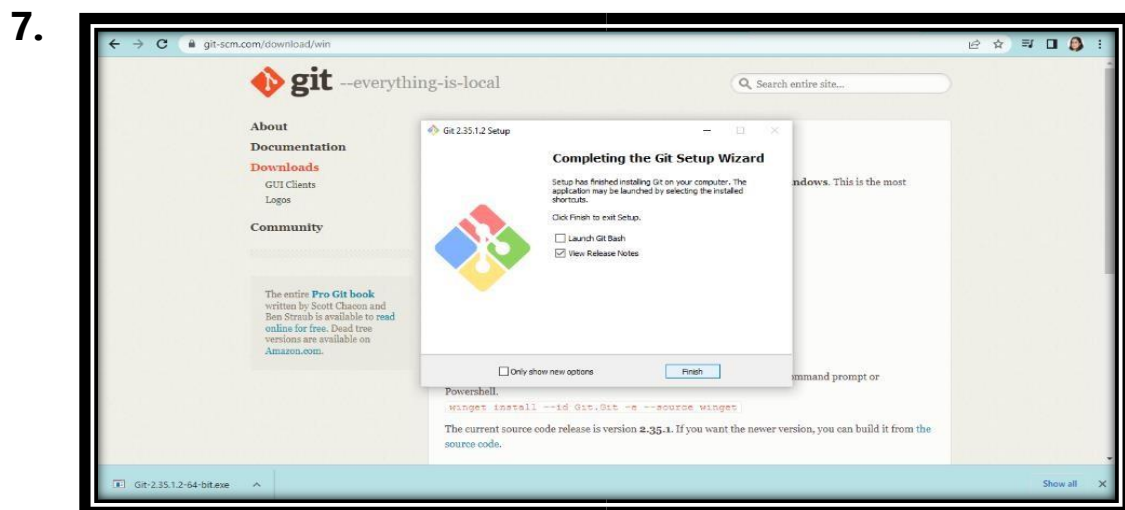 7.
git-scm.com/download/win
git --everything-is-local
Search entire site...
About
Documentation
Downloads
GUI Clients
Logos
Community
The entire Pro Git book
written by Scott Chacon and
Ben Straub is available to read
online for free. Dead tree
versions are available on
Amazon.com.
Git 2.35.1.2 Setup
Completing the Git Setup Wizard
Setup has finished installing Git on your computer. The
application may be launched by selecting the installed
shortcuts.
Click Finish to exit Setup.
Launch Git Bash
View Release Notes
Only show new options
Finish
ndows. This is the most
ommand prompt or
Powershell.
winget install --id Git.Git -e --source winget
The current source code release is version 2.35.1. If you want the newer version, you can build it from the
source code.
Git-2.35.1.2-64-bit.exe
Show all